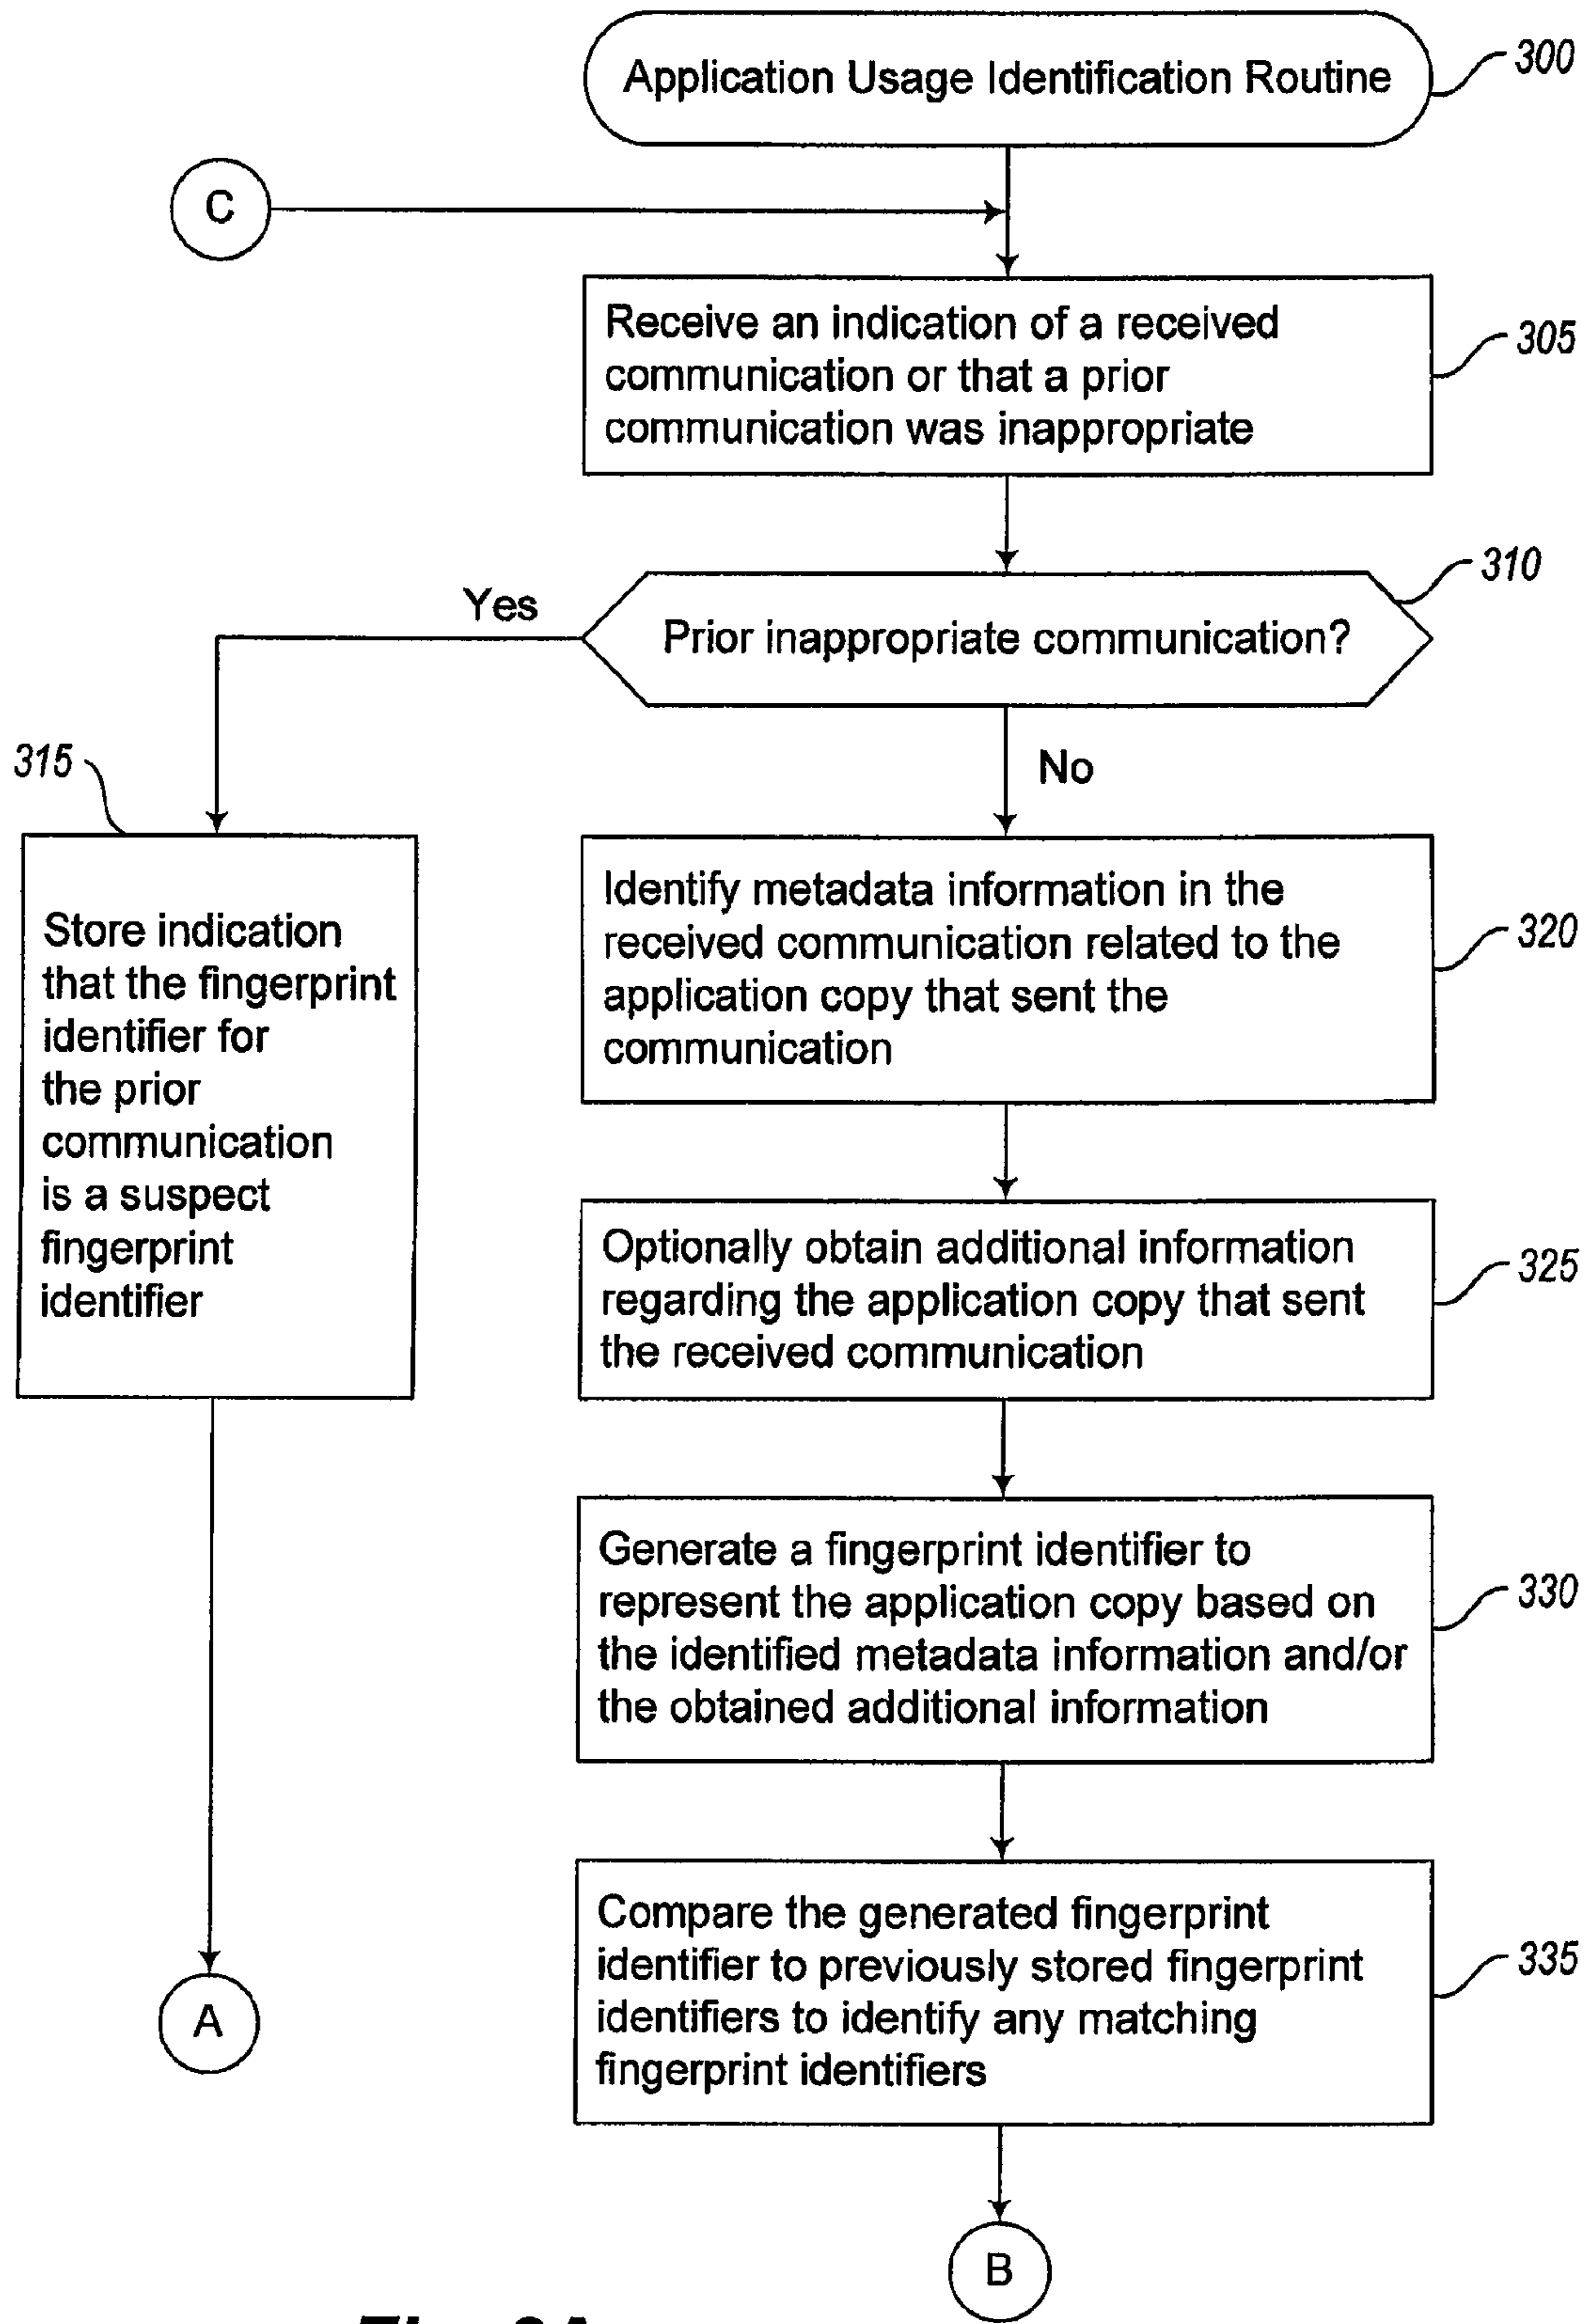 Application Usage Identification Routine
300
C
Receive an indication of a received
communication or that a prior
communication was inappropriate
305
310
Yes
Prior inappropriate communication?
315
No
Store indication
that the fingerprint
identifier for
the prior
communication
is a suspect
fingerprint
identifier
Identify metadata information in the
received communication related to the
application copy that sent the
communication
320
Optionally obtain additional information
regarding the application copy that sent
the received communication
325
Generate a fingerprint identifier to
represent the application copy based on
the identified metadata information and/or
the obtained additional information
330
Compare the generated fingerprint
identifier to previously stored fingerprint
identifiers to identify any matching
fingerprint identifiers
335
A
B